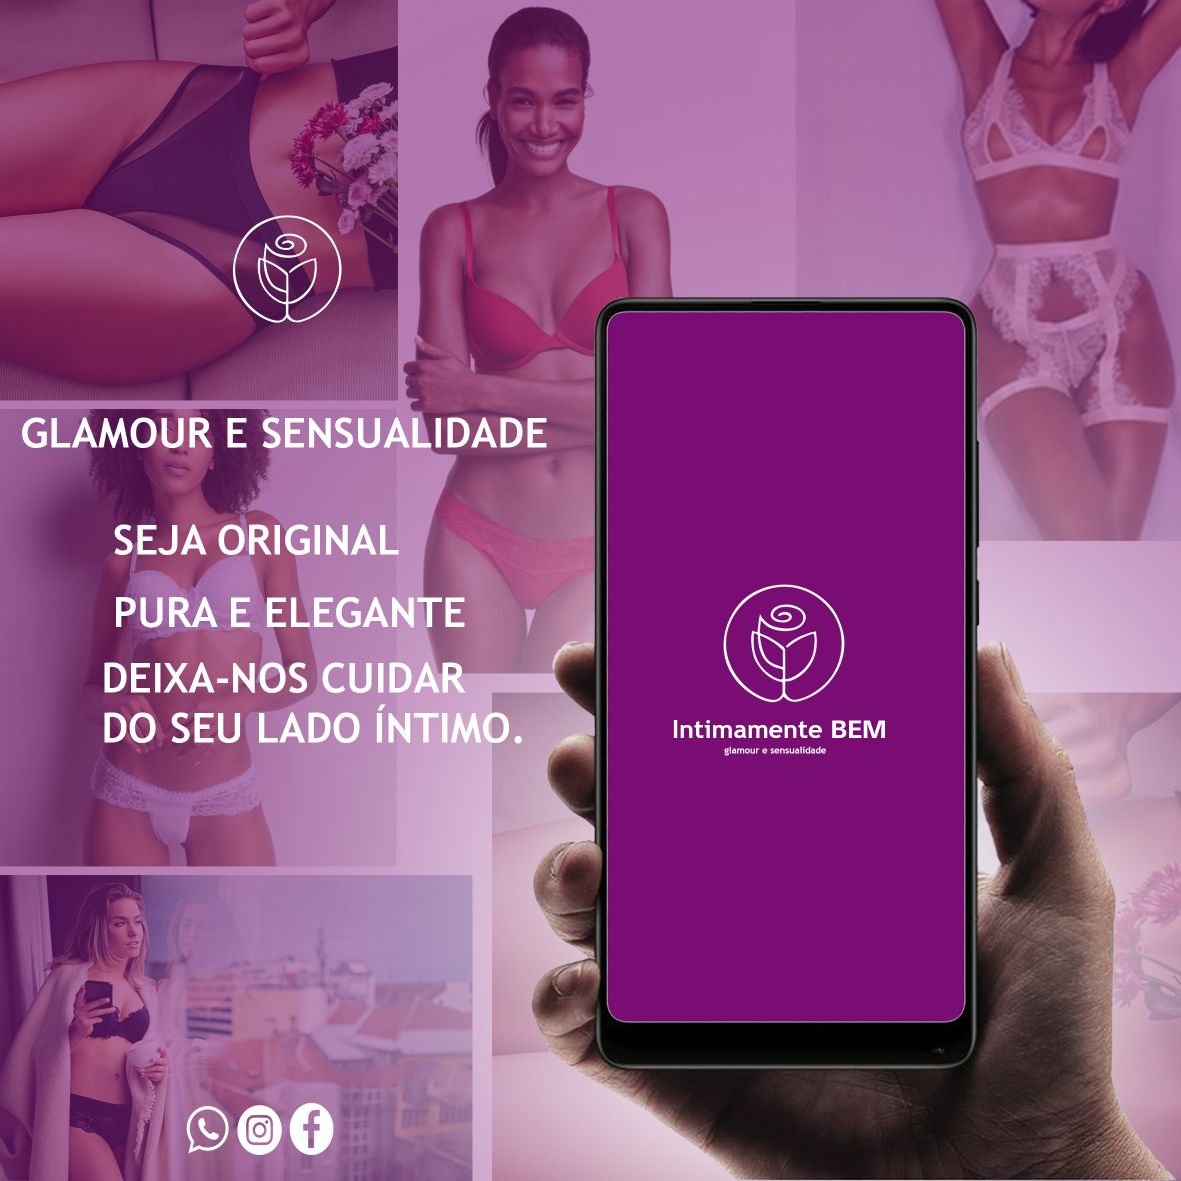 GLAMOUR E SENSUALIDADE
SEJA ORIGINAL
PURA E ELEGANTE
DEIXA-NOS CUIDAR
DO SEU LADO ÍNTIMO.
Intimamente BEM
glamour e sensualidade